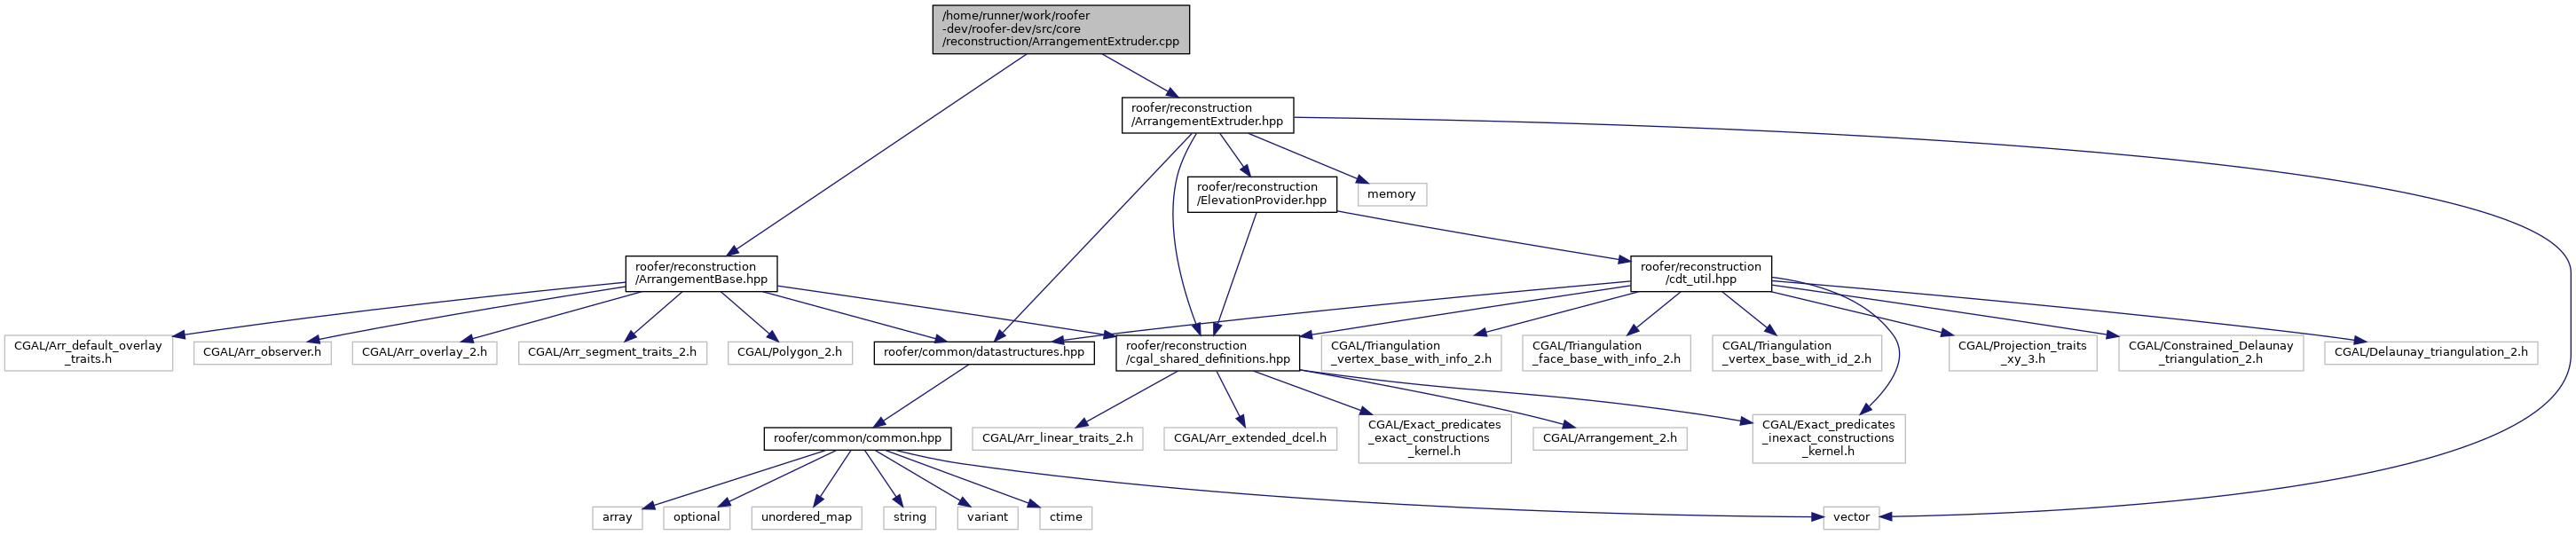 /home/runner/work/roofer
-dev/roofer-dev/src/core
/reconstruction/ArrangementExtruder.cpp
roofer/reconstruction
/ArrangementExtruder.hpp
roofer/reconstruction
/ElevationProvider.hpp
memory
roofer/reconstruction
/ArrangementBase.hpp
roofer/reconstruction
/cdt_util.hpp
CGAL/Arr_default_overlay
_traits.h
CGAL/Arr_observer.h
CGAL/Arr_overlay_2.h
CGAL/Arr_segment_traits_2.h
CGAL/Polygon_2.h
roofer/common/datastructures.hpp
roofer/reconstruction
/cgal_shared_definitions.hpp
CGAL/Triangulation
_vertex_base_with_info_2.h
CGAL/Triangulation
_face_base_with_info_2.h
CGAL/Triangulation
_vertex_base_with_id_2.h
CGAL/Projection_traits
_xy_3.h
CGAL/Constrained_Delaunay
_triangulation_2.h
CGAL/Delaunay_triangulation_2.h
roofer/common/common.hpp
CGAL/Arr_linear_traits_2.h
CGAL/Arr_extended_dcel.h
CGAL/Exact_predicates
_exact_constructions
_kernel.h
CGAL/Arrangement_2.h
CGAL/Exact_predicates
_inexact_constructions
_kernel.h
array
optional
unordered_map
string
variant
ctime
vector